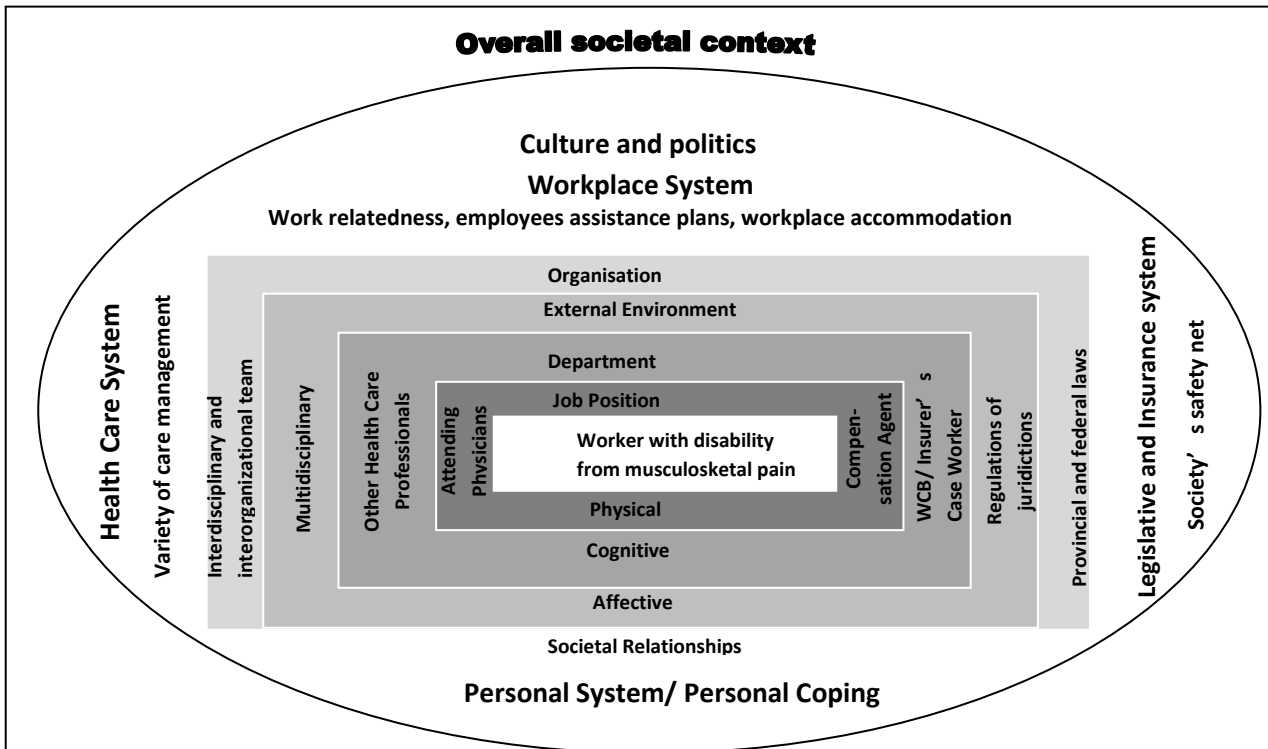 Overall societal context
Culture and politics
Workplace System
Work relatedness, employees assistance plans, workplace accommodation
Organisation
External Environment
Department
Job Position
Worker with disability
from musculosketal pain
Physical
Cognitive
Affective
Societal Relationships
Personal System/ Personal Coping
Health Care System
Variety of care management
Interdisciplinary and
interorganizational team
Multidisciplinary
Other Health Care
Professionals
Attending
Physicians
Compen-
sation Agent
WCB/ Insurer’ s
Case Worker
Regulations of
juridictions
Provincial and federal laws
Legislative and Insurance system
Society’ s safety net